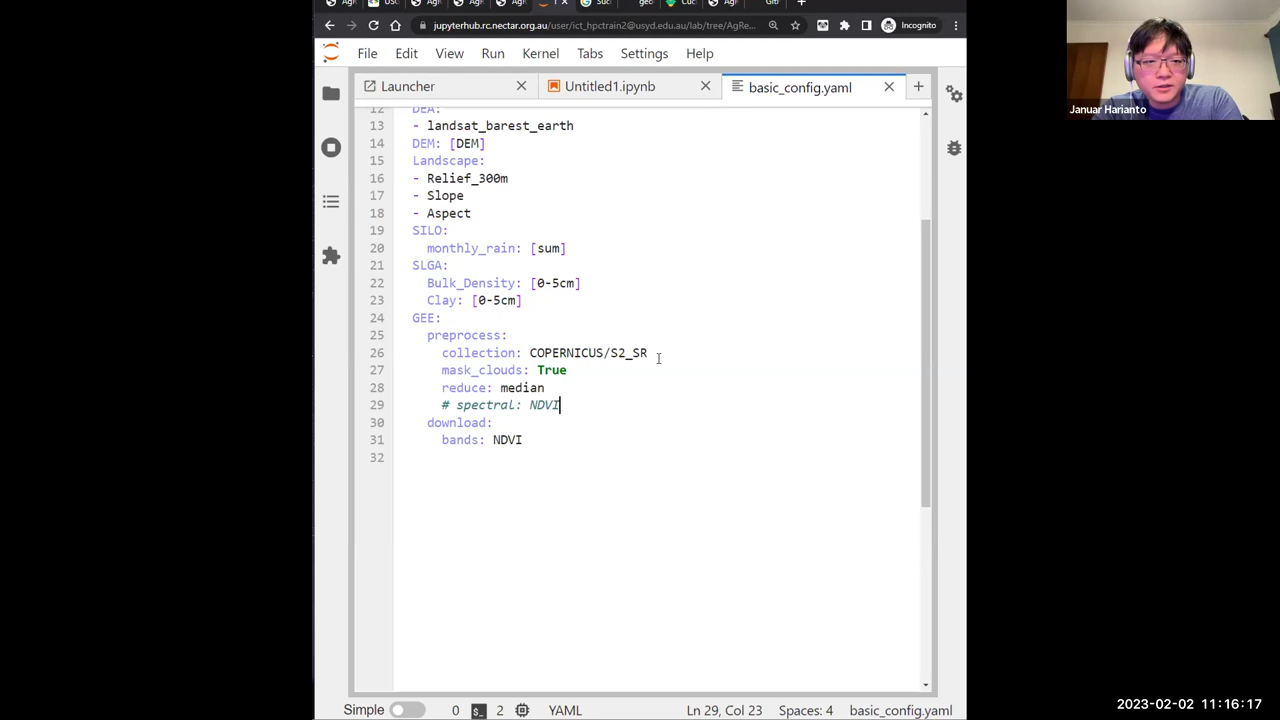 jupyterhub.rc.nectar.org.au/user/ict_hpctrain2@usyd.edu.au/lab/tree/AgRe...
Incognito
File Edit View Run Kernel Tabs Settings Help
Launcher
Untitled1.ipynb
basic_config.yaml
12 DEA:
13 - landsat_barest_earth
14 DEM: [DEM]
15 Landscape:
16 - Relief_300m
17 - Slope
18 - Aspect
19 SILO:
20 monthly_rain: [sum]
21 SLGA:
22 Bulk_Density: [0-5cm]
23 Clay: [0-5cm]
24 GEE:
25 preprocess:
26 collection: COPERNICUS/S2_SR
27 mask_clouds: True
28 reduce: median
29 # spectral: NDVI
30 download:
31 bands: NDVI
32
Simple 0 $_ 2 YAML Ln 29, Col 23 Spaces: 4 basic_config.yaml
Januar Harianto
2023-02-02 11:16:17